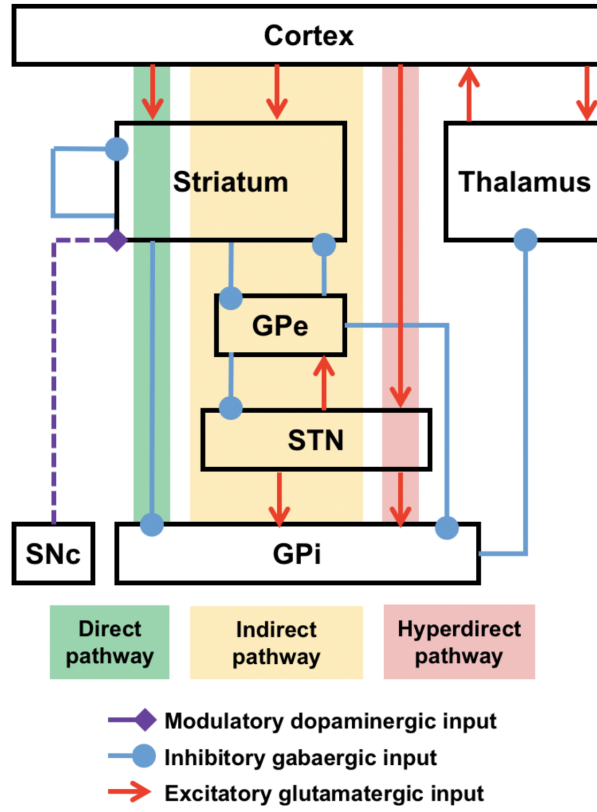 Cortex
Striatum
Thalamus
GPe
STN
SNc
GPi
Direct
pathway
Indirect
pathway
Hyperdirect
pathway
Modulatory dopaminergic input
Inhibitory gabaergic input
Excitatory glutamatergic input